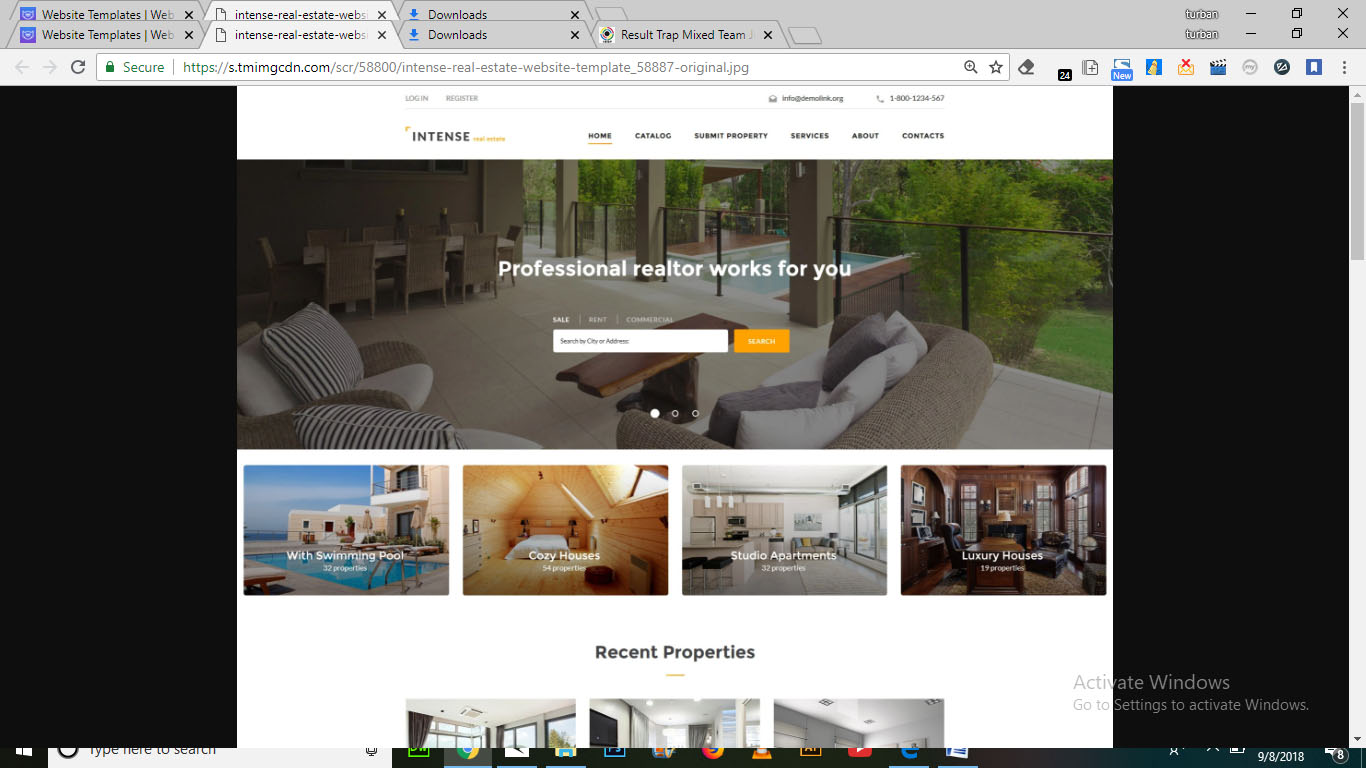 Website Templates | Web
intense-real-estate-websi
Downloads
turban
Website Templates | Web
intense-real-estate-websi
Downloads
Result Trap Mixed Team J
turban
Secure
https://s.tmimgcdn.com/scr/58800/intense-real-estate-website-template_58887-original.jpg
24
New
my
LOG IN REGISTER
info@demolink.org
1-800-1234-567
INTENSE real estate
HOME CATALOG SUBMIT PROPERTY SERVICES ABOUT CONTACTS
Professional realtor works for you
SALE RENT COMMERCIAL
Search by City or Address:
SEARCH
With Swimming Pool
32 properties
Cozy Houses
54 properties
Studio Apartments
32 properties
Luxury Houses
19 properties
Recent Properties
Activate Windows
Go to Settings to activate Windows.
Type here to search
Dw
Ps
Ai
9/8/2018
8